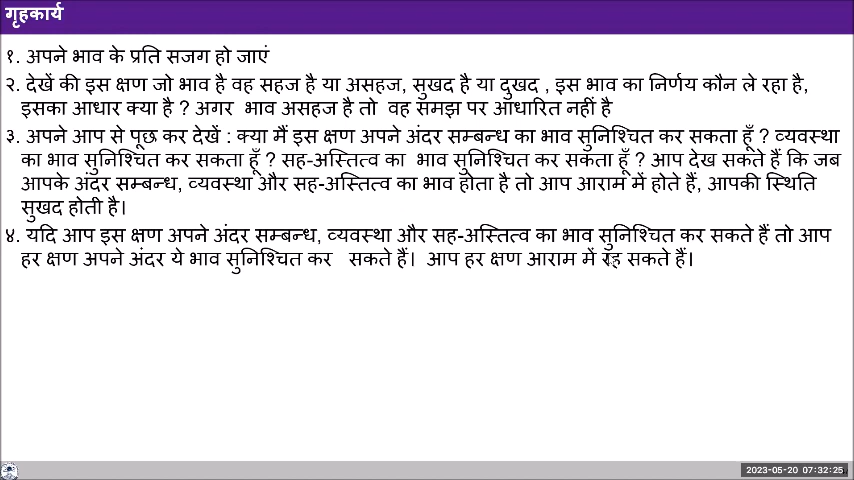 गृहकार्य
१. अपने भाव के प्रति सजग हो जाएं
२. देखें की इस क्षण जो भाव है वह सहज है या असहज, सुखद है या दुखद , इस भाव का निर्णय कौन ले रहा है,
इसका आधार क्या है ? अगर भाव असहज है तो वह समझ पर आधारित नहीं है
३. अपने आप से पूछ कर देखें : क्या मैं इस क्षण अपने अंदर सम्बन्ध का भाव सुनिश्चित कर सकता हूँ ? व्यवस्था
का भाव सुनिश्चित कर सकता हूँ ? सह-अस्तित्व का भाव सुनिश्चित कर सकता हूँ ? आप देख सकते हैं कि जब
आपके अंदर सम्बन्ध, व्यवस्था और सह-अस्तित्व का भाव होता है तो आप आराम में होते हैं, आपकी स्थिति
सुखद होती है।
४. यदि आप इस क्षण अपने अंदर सम्बन्ध, व्यवस्था और सह-अस्तित्व का भाव सुनिश्चित कर सकते हैं तो आप
हर क्षण अपने अंदर ये भाव सुनिश्चित कर सकते हैं। आप हर क्षण आराम में रह सकते हैं।
2023-05-20 07:32:25